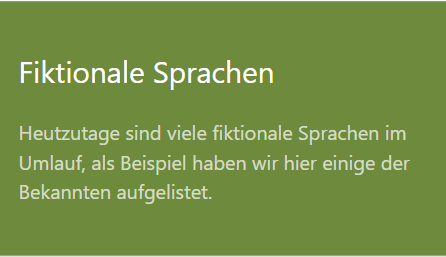 Fiktionale Sprachen
Heutzutage sind viele fiktionale Sprachen im
Umlauf, als Beispiel haben wir hier einige der
Bekannten aufgelistet.